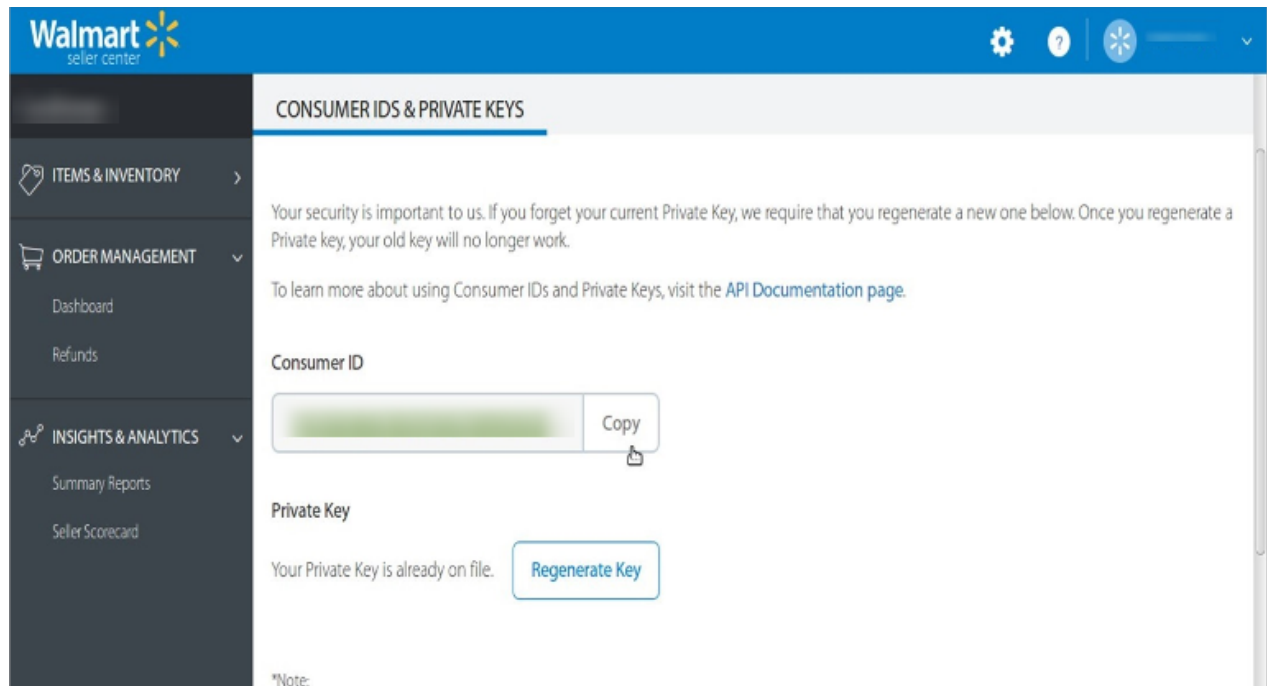 Walmart
seller center
?
CONSUMER IDS & PRIVATE KEYS
ITEMS & INVENTORY
ORDER MANAGEMENT
Dashboard
Refunds
INSIGHTS & ANALYTICS
Summary Reports
Seller Scorecard
Your security is important to us. If you forget your current Private Key, we require that you regenerate a new one below. Once you regenerate a
Private key, your old key will no longer work.
To learn more about using Consumer IDs and Private Keys, visit the API Documentation page.
Consumer ID
Copy
Private Key
Your Private Key is already on file.
Regenerate Key
*Note: